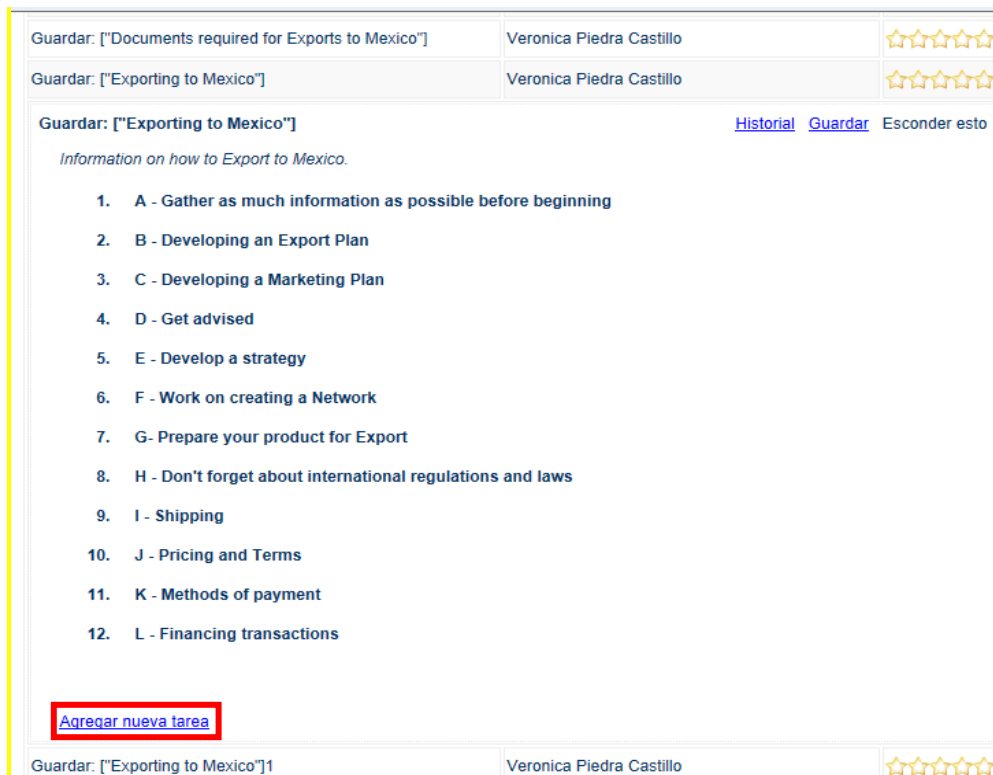 Guardar: ["Documents required for Exports to Mexico"] Veronica Piedra Castillo
Guardar: ["Exporting to Mexico"] Veronica Piedra Castillo
Guardar: ["Exporting to Mexico"] Historial Guardar Esconder esto
Information on how to Export to Mexico.
1. A - Gather as much information as possible before beginning
2. B - Developing an Export Plan
3. C - Developing a Marketing Plan
4. D - Get advised
5. E - Develop a strategy
6. F - Work on creating a Network
7. G- Prepare your product for Export
8. H - Don't forget about international regulations and laws
9. I - Shipping
10. J - Pricing and Terms
11. K - Methods of payment
12. L - Financing transactions
Agregar nueva tarea
Guardar: ["Exporting to Mexico"]1 Veronica Piedra Castillo